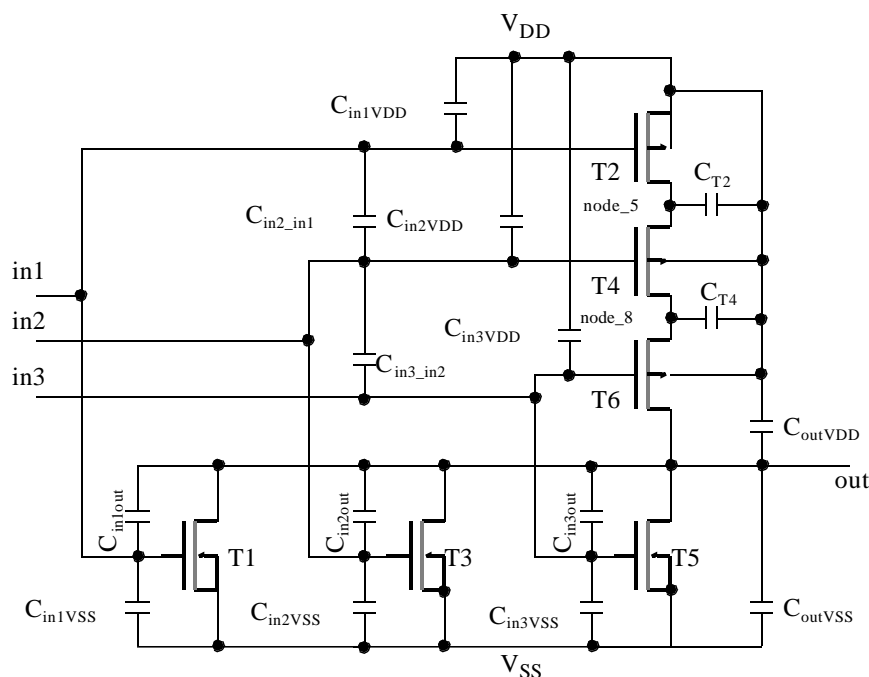 VDD
Cin1VDD
T2
CT2
node_5
Cin2_in1
Cin2VDD
in1
T4
CT4
in2
node_8
Cin3VDD
in3
Cin3_in2
T6
CoutVDD
out
Cin1out
T1
Cin2out
T3
Cin3out
T5
Cin1VSS
Cin2VSS
Cin3VSS
CoutVSS
VSS